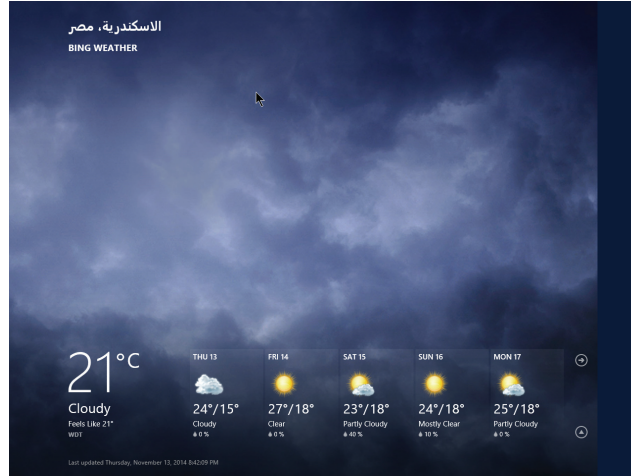 الاسكندرية، مصر
BING WEATHER
21°C
Cloudy
Feels Like 21°
WDT
THU 13
24°/15°
Cloudy
0 %
FRI 14
27°/18°
Clear
0 %
SAT 15
23°/18°
Partly Cloudy
40 %
SUN 16
24°/18°
Mostly Clear
10 %
MON 17
25°/18°
Partly Cloudy
0 %
Last updated Thursday, November 13, 2014 8:42:09 PM